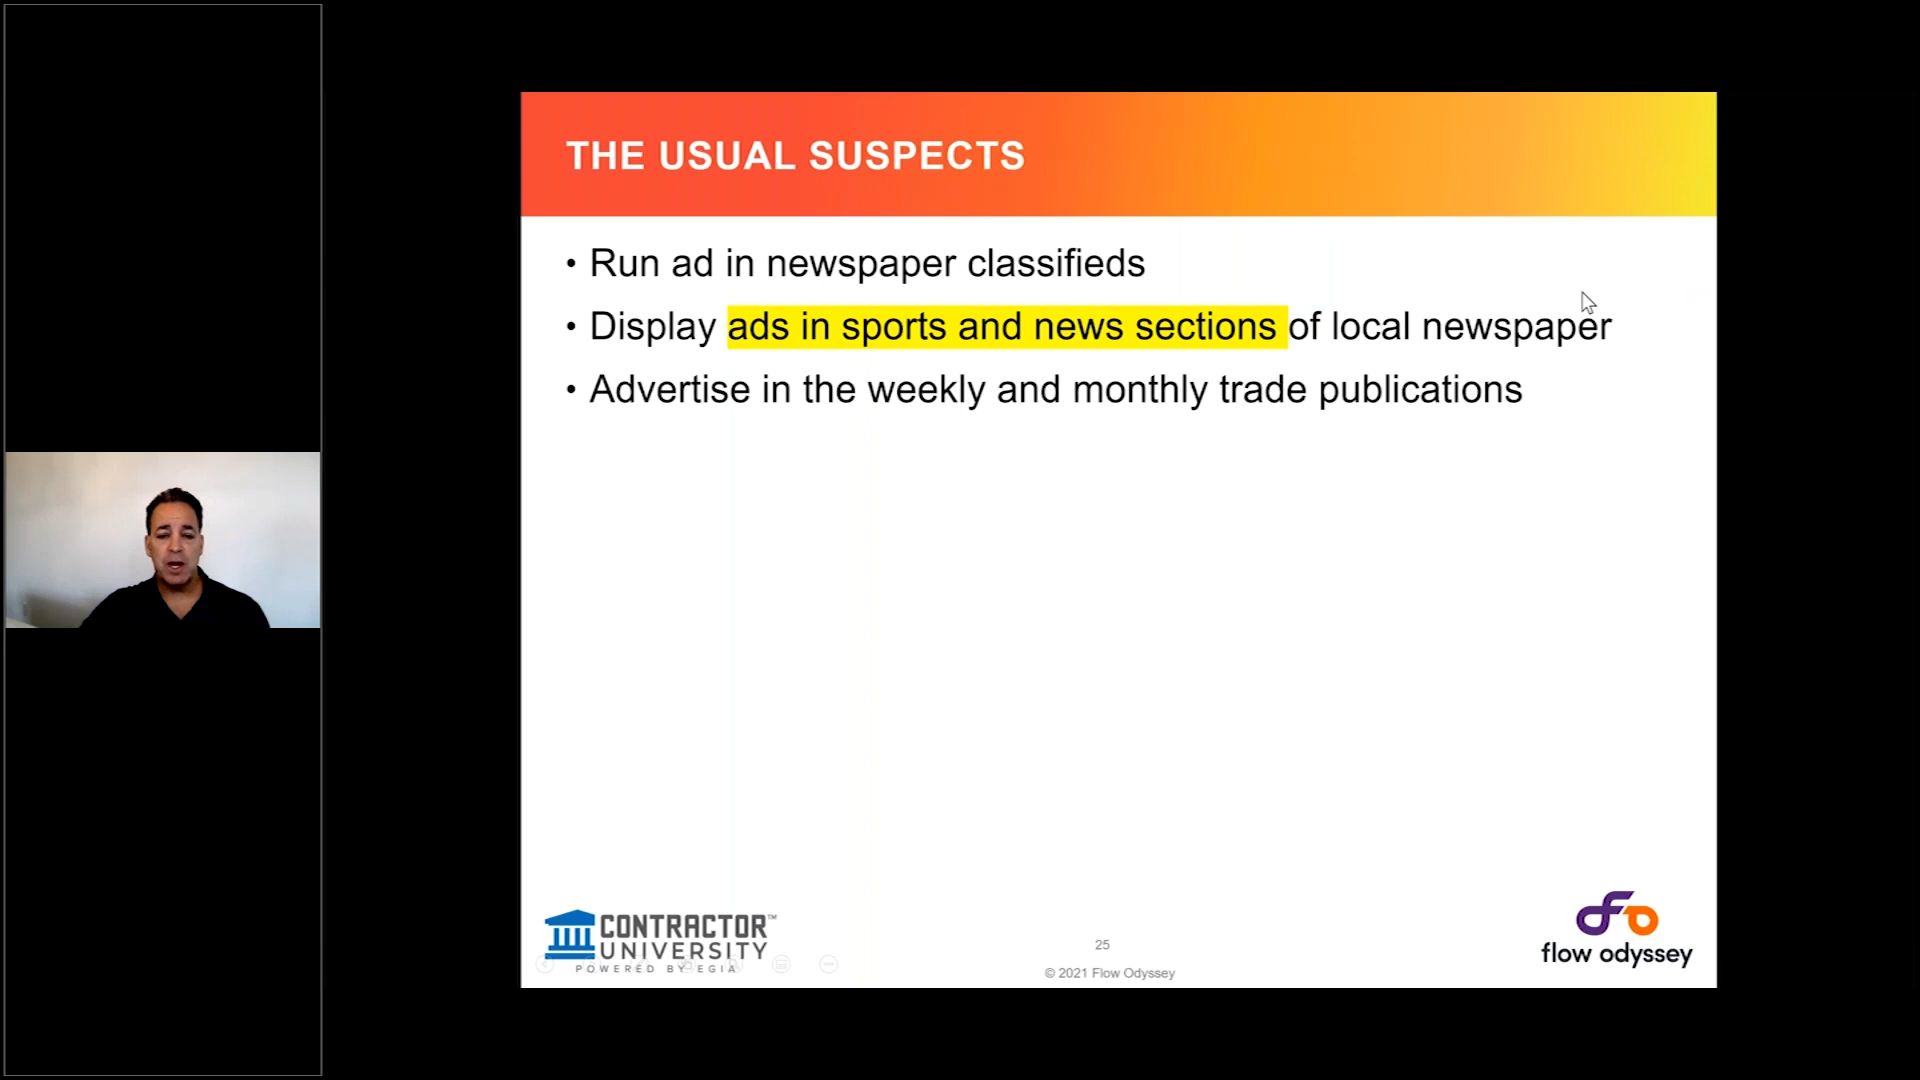 THE USUAL SUSPECTS
• Run ad in newspaper classifieds
• Display ads in sports and news sections of local newspaper
• Advertise in the weekly and monthly trade publications
CONTRACTOR™
UNIVERSITY
POWERED BY EGIA
25
© 2021 Flow Odyssey
flow odyssey